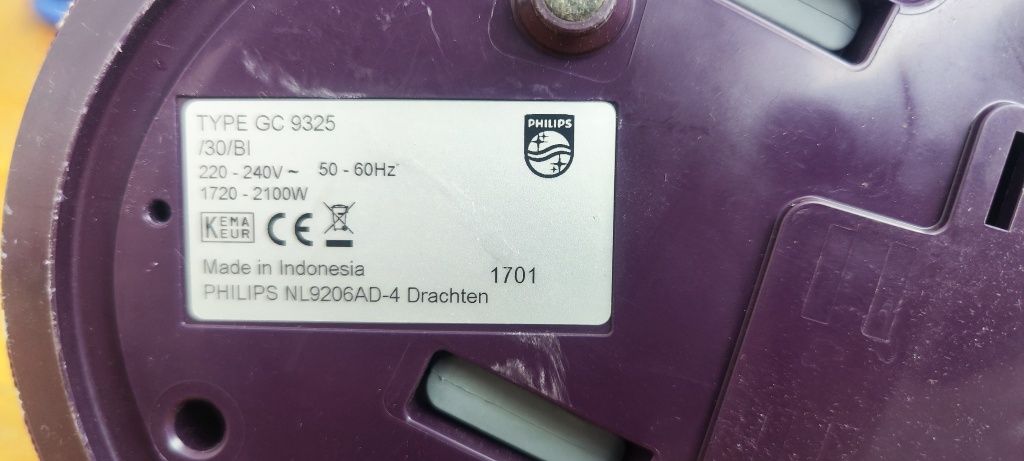 TYPE GC 9325
/30/BI
220 - 240V ~ 50 - 60Hz
1720 - 2100W
PHILIPS
KEMA
KEUR
CE
Made in Indonesia
1701
PHILIPS NL9206AD-4 Drachten